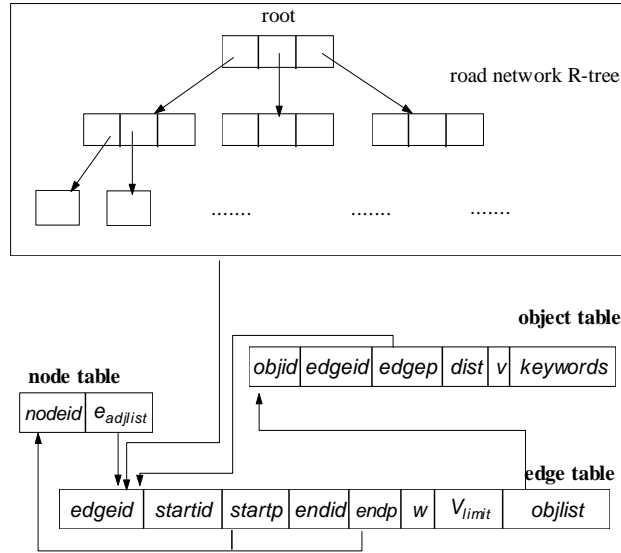 root
road network R-tree
....... ....... .......
object table
objid edgeid edgep dist v keywords
node table
nodeid e_adjlist
edge table
edgeid startid startp endid endp w V_limit objlist